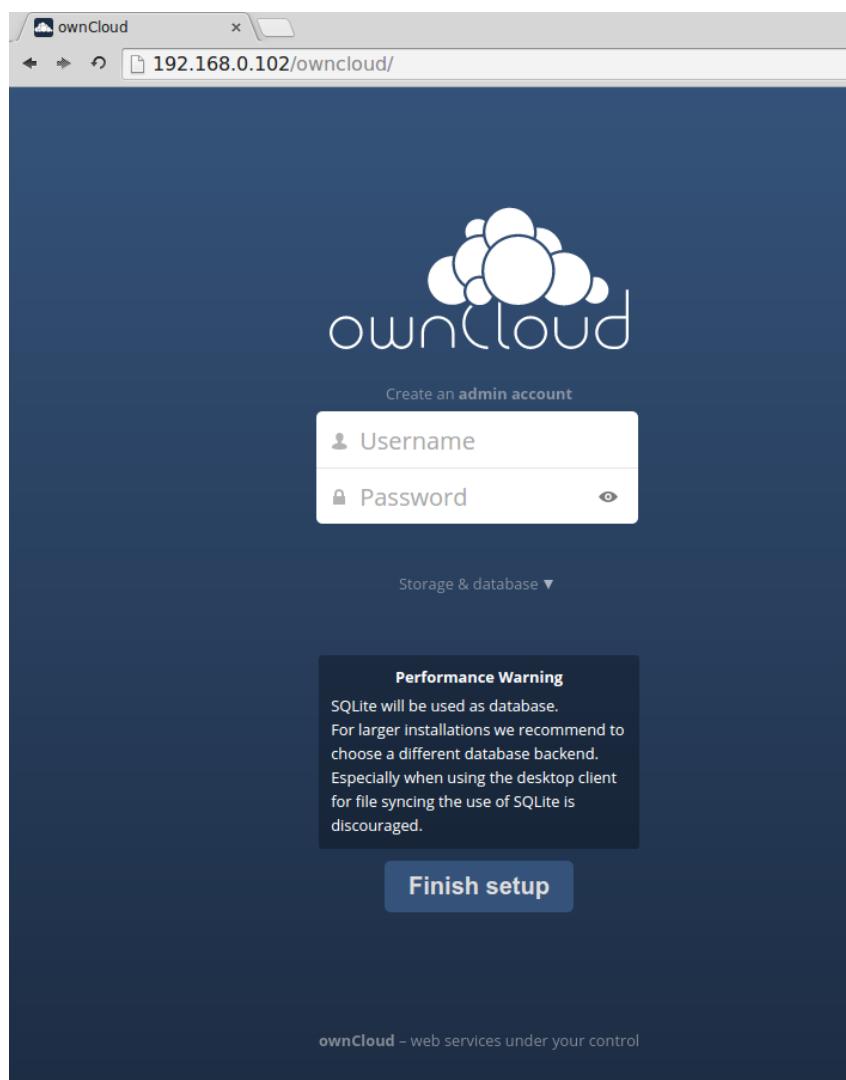 ownCloud
192.168.0.102/owncloud/
ownCloud
Create an admin account
Username
Password
Storage & database ▼
Performance Warning
SQLite will be used as database.
For larger installations we recommend to
choose a different database backend.
Especially when using the desktop client
for file syncing the use of SQLite is
discouraged.
Finish setup
ownCloud – web services under your control